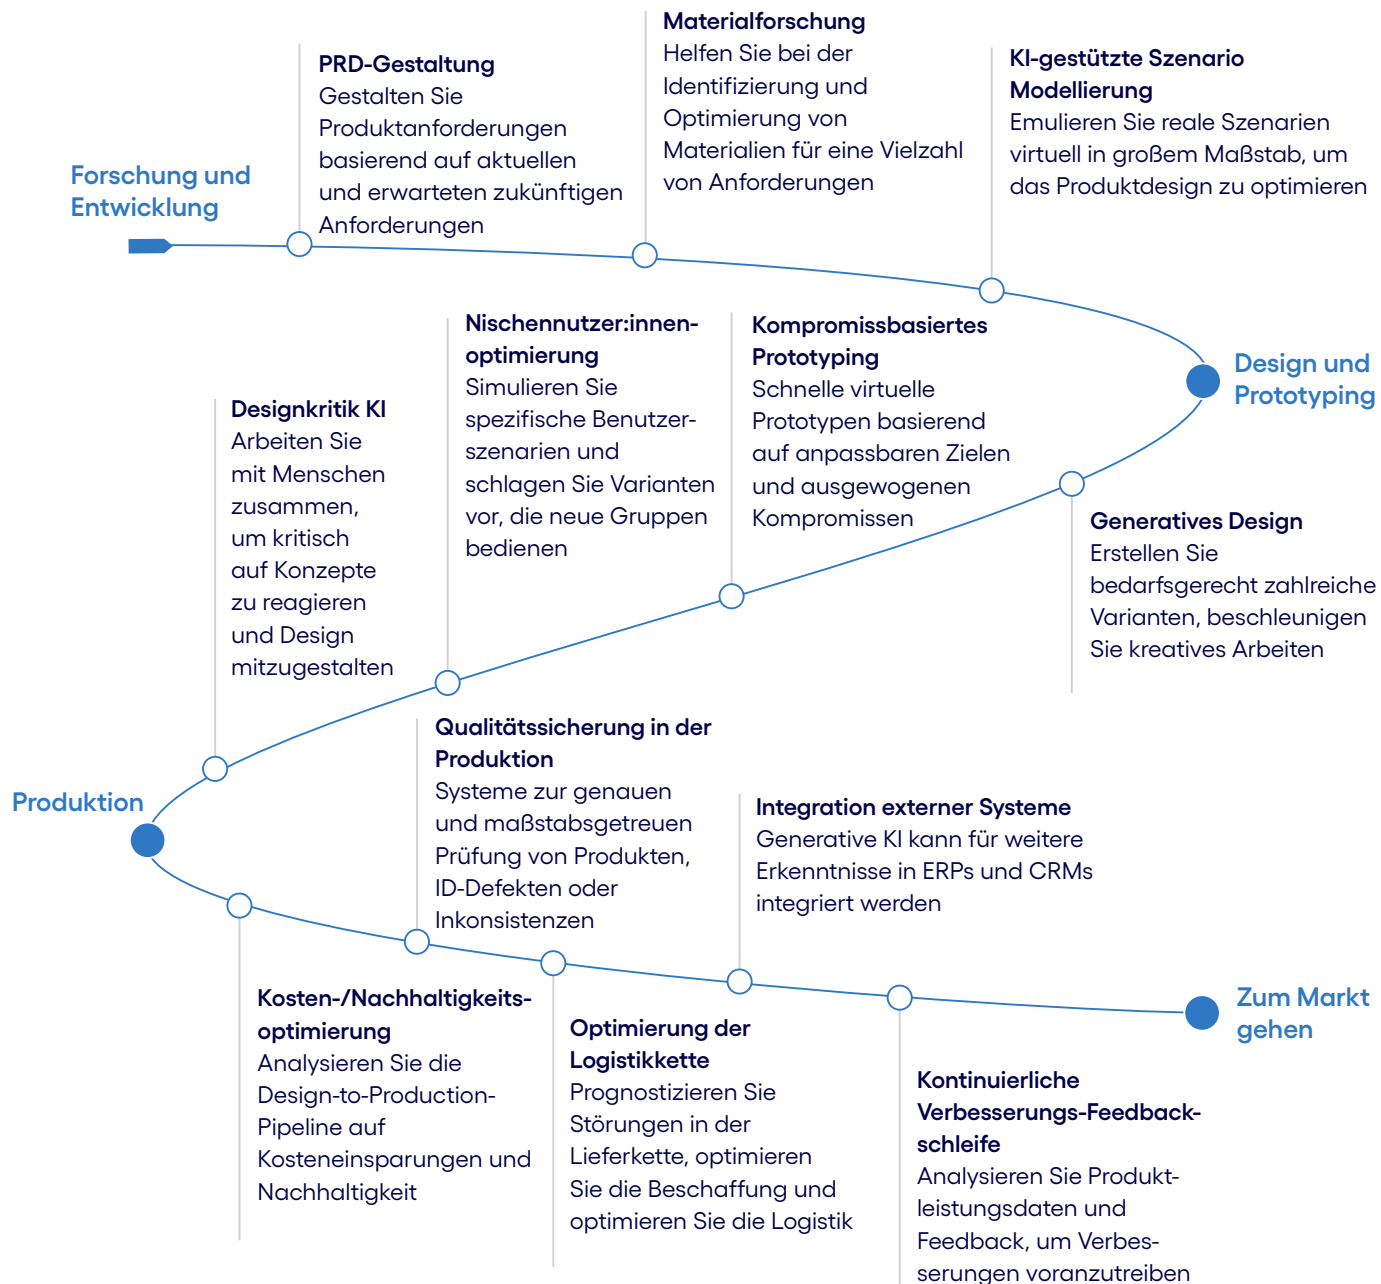 Forschung und
Entwicklung
PRD-Gestaltung
Gestalten Sie
Produktanforderungen
basierend auf aktuellen
und erwarteten zukünftigen
Anforderungen
Materialforschung
Helfen Sie bei der
Identifizierung und
Optimierung von
Materialien für eine Vielzahl
von Anforderungen
KI-gestützte Szenario
Modellierung
Emulieren Sie reale Szenarien
virtuell in großem Maßstab, um
das Produktdesign zu optimieren
Design und
Prototyping
Generatives Design
Erstellen Sie
bedarfsgerecht zahlreiche
Varianten, beschleunigen
Sie kreatives Arbeiten
Kompromissbasiertes
Prototyping
Schnelle virtuelle
Prototypen basierend
auf anpassbaren Zielen
und ausgewogenen
Kompromissen
Nischennutzer:innen-
optimierung
Simulieren Sie
spezifische Benutzer-
szenarien und
schlagen Sie Varianten
vor, die neue Gruppen
bedienen
Designkritik KI
Arbeiten Sie
mit Menschen
zusammen,
um kritisch
auf Konzepte
zu reagieren
und Design
mitzugestalten
Produktion
Kosten-/Nachhaltigkeits-
optimierung
Analysieren Sie die
Design-to-Production-
Pipeline auf
Kosteneinsparungen und
Nachhaltigkeit
Qualitätssicherung in der
Produktion
Systeme zur genauen
und maßstabsgetreuen
Prüfung von Produkten,
ID-Defekten oder
Inkonsistenzen
Optimierung der
Logistikkette
Prognostizieren Sie
Störungen in der
Lieferkette, optimieren
Sie die Beschaffung und
optimieren Sie die Logistik
Integration externer Systeme
Generative KI kann für weitere
Erkenntnisse in ERPs und CRMs
integriert werden
Kontinuierliche
Verbesserungs-Feedback-
schleife
Analysieren Sie Produkt-
leistungsdaten und
Feedback, um Verbes-
serungen voranzutreiben
Zum Markt
gehen